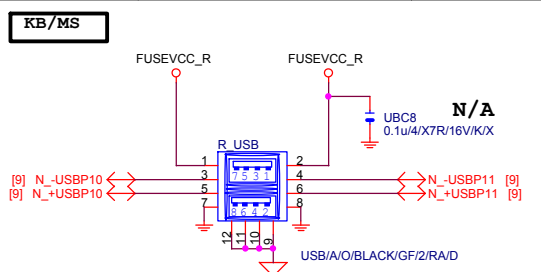 KB/MS
FUSEVCC_R
FUSEVCC_R
N/A
UBC8
0.1u/4/X7R/16V/K/X
R_USB
1
2
7 5 3 1
[9] N_-USBP10
3
4
N_-USBP11 [9]
[9] N_+USBP10
5
6
N_+USBP11 [9]
8 6 4 2
7
8
12
11
10
9
USB/A/O/BLACK/GF/2/RA/D